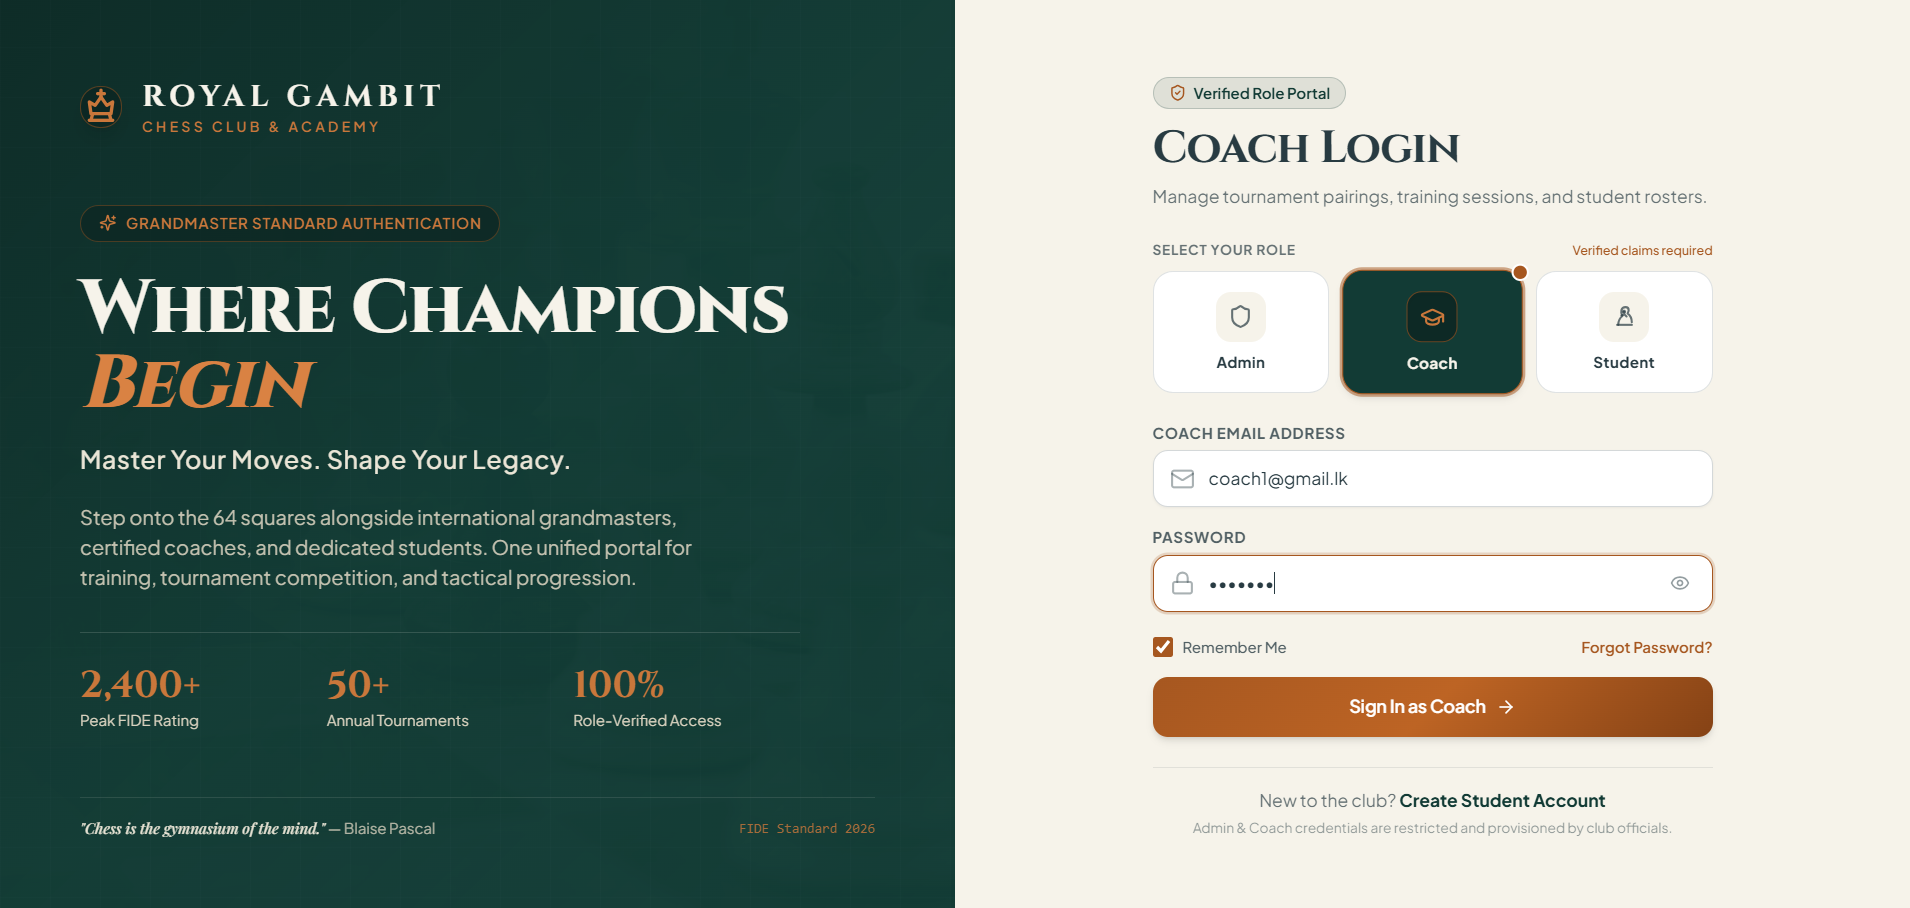 ROYAL GAMBIT
CHESS CLUB & ACADEMY
GRANDMASTER STANDARD AUTHENTICATION
WHERE CHAMPIONS
BEGIN
Master Your Moves. Shape Your Legacy.
Step onto the 64 squares alongside international grandmasters,
certified coaches, and dedicated students. One unified portal for
training, tournament competition, and tactical progression.
2,400+
Peak FIDE Rating
50+
Annual Tournaments
100%
Role-Verified Access
"Chess is the gymnasium of the mind." — Blaise Pascal
FIDE Standard 2026
Verified Role Portal
COACH LOGIN
Manage tournament pairings, training sessions, and student rosters.
SELECT YOUR ROLE
Verified claims required
Admin
Coach
Student
COACH EMAIL ADDRESS
coach1@gmail.lk
PASSWORD
•••••••
Remember Me
Forgot Password?
Sign In as Coach →
New to the club? Create Student Account
Admin & Coach credentials are restricted and provisioned by club officials.